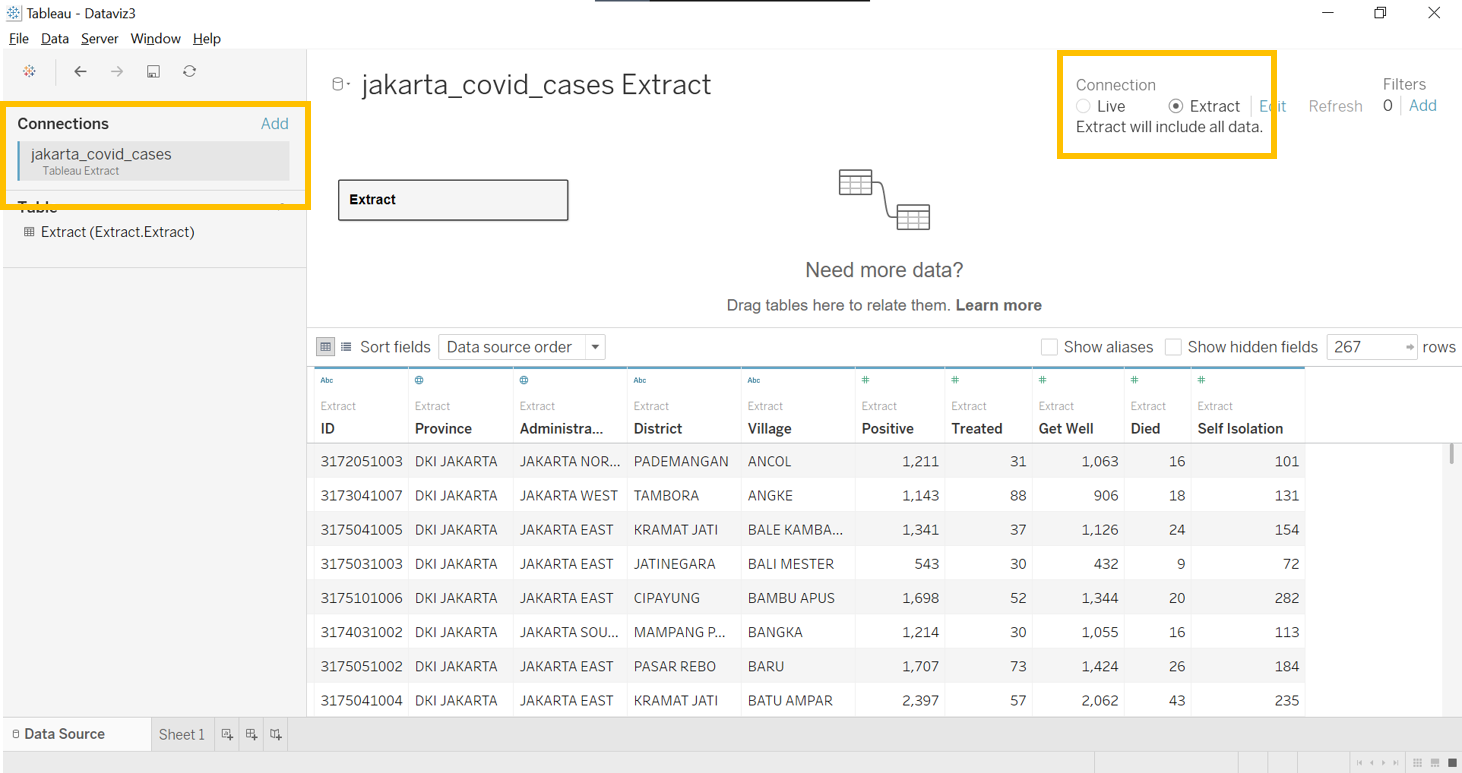 Tableau - Dataviz3
File Data Server Window Help
Connections Add
jakarta_covid_cases
Tableau Extract
Table
Extract (Extract.Extract)
jakarta_covid_cases Extract
Connection
Live Extract Edit Refresh
Extract will include all data.
Filters
0 Add
Extract
Need more data?
Drag tables here to relate them. Learn more
Sort fields Data source order Show aliases Show hidden fields 267 rows
Abc Abc Abc # # # # #
Extract Extract Extract Extract Extract Extract Extract Extract Extract Extract
ID Province Administra... District Village Positive Treated Get Well Died Self Isolation
3172051003 DKI JAKARTA JAKARTA NOR... PADEMANGAN ANCOL 1,211 31 1,063 16 101
3173041007 DKI JAKARTA JAKARTA WEST TAMBORA ANGKE 1,143 88 906 18 131
3175041005 DKI JAKARTA JAKARTA EAST KRAMAT JATI BALE KAMBA... 1,341 37 1,126 24 154
3175031003 DKI JAKARTA JAKARTA EAST JATINEGARA BALI MESTER 543 30 432 9 72
3175101006 DKI JAKARTA JAKARTA EAST CIPAYUNG BAMBU APUS 1,698 52 1,344 20 282
3174031002 DKI JAKARTA JAKARTA SOU... MAMPANG P... BANGKA 1,214 30 1,055 16 113
3175051002 DKI JAKARTA JAKARTA EAST PASAR REBO BARU 1,707 73 1,424 26 184
3175041004 DKI JAKARTA JAKARTA EAST KRAMAT JATI BATU AMPAR 2,397 57 2,062 43 235
Data Source Sheet 1